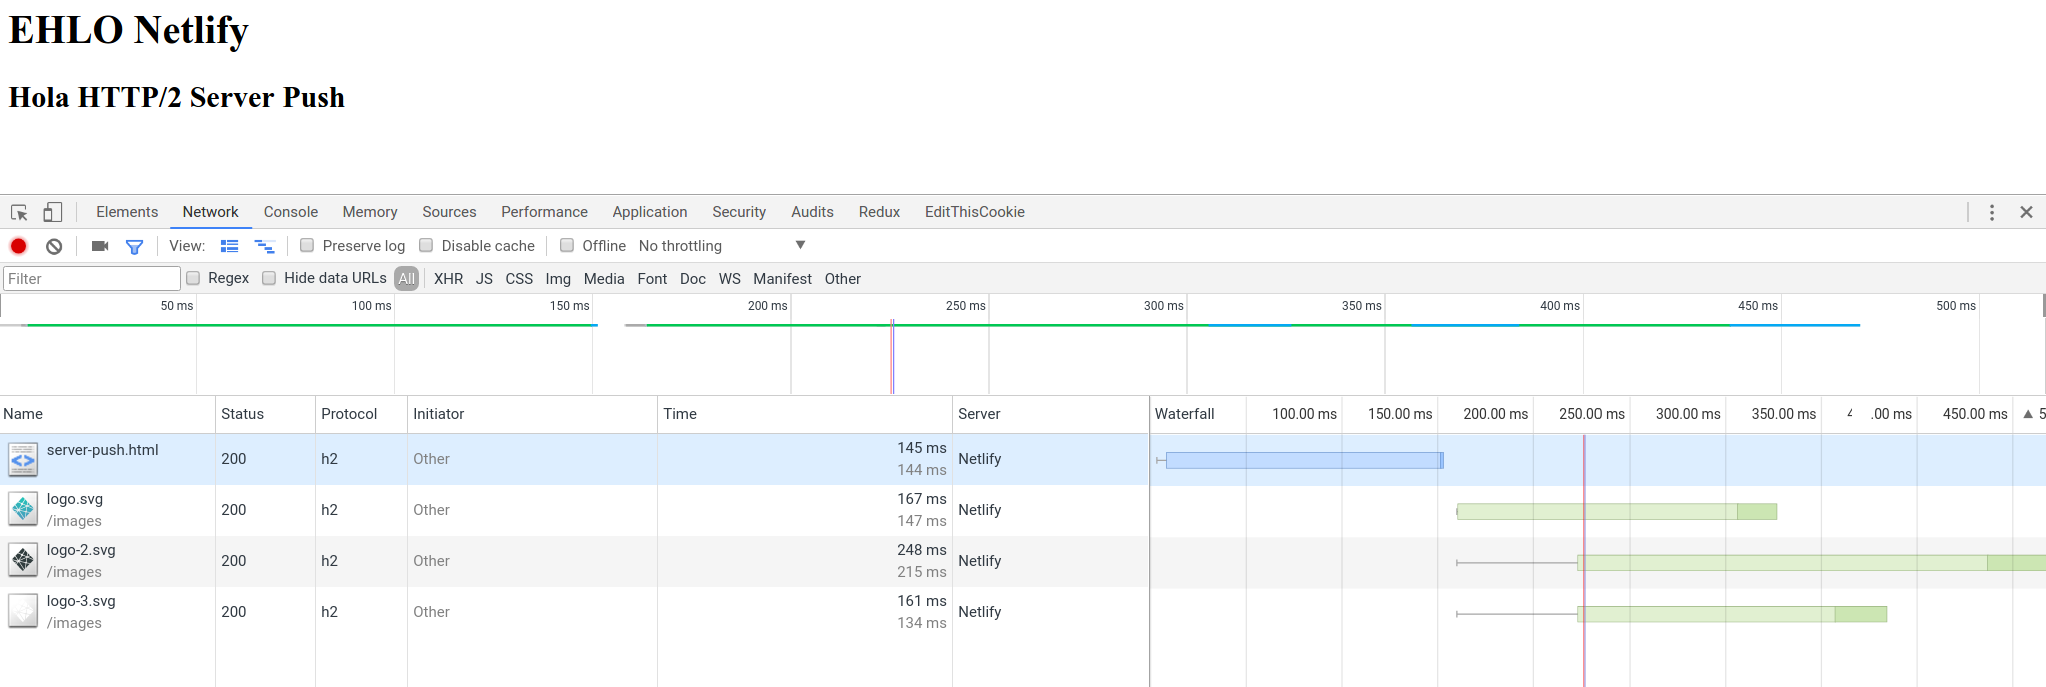 EHLO Netlify
Hola HTTP/2 Server Push
Elements Network Console Memory Sources Performance Application Security Audits Redux EditThisCookie
View: Preserve log Disable cache Offline No throttling
Filter Regex Hide data URLs All XHR JS CSS Img Media Font Doc WS Manifest Other
50 ms 100 ms 150 ms 200 ms 250 ms 300 ms 350 ms 400 ms 450 ms 500 ms
Name Status Protocol Initiator Time Server Waterfall 100.00 ms 150.00 ms 200.00 ms 250.00 ms 300.00 ms 350.00 ms .00 ms 450.00 ms 5
server-push.html 200 h2 Other 145 ms Netlify
144 ms
logo.svg 200 h2 Other 167 ms Netlify
/images 147 ms
logo-2.svg 200 h2 Other 248 ms Netlify
/images 215 ms
logo-3.svg 200 h2 Other 161 ms Netlify
/images 134 ms